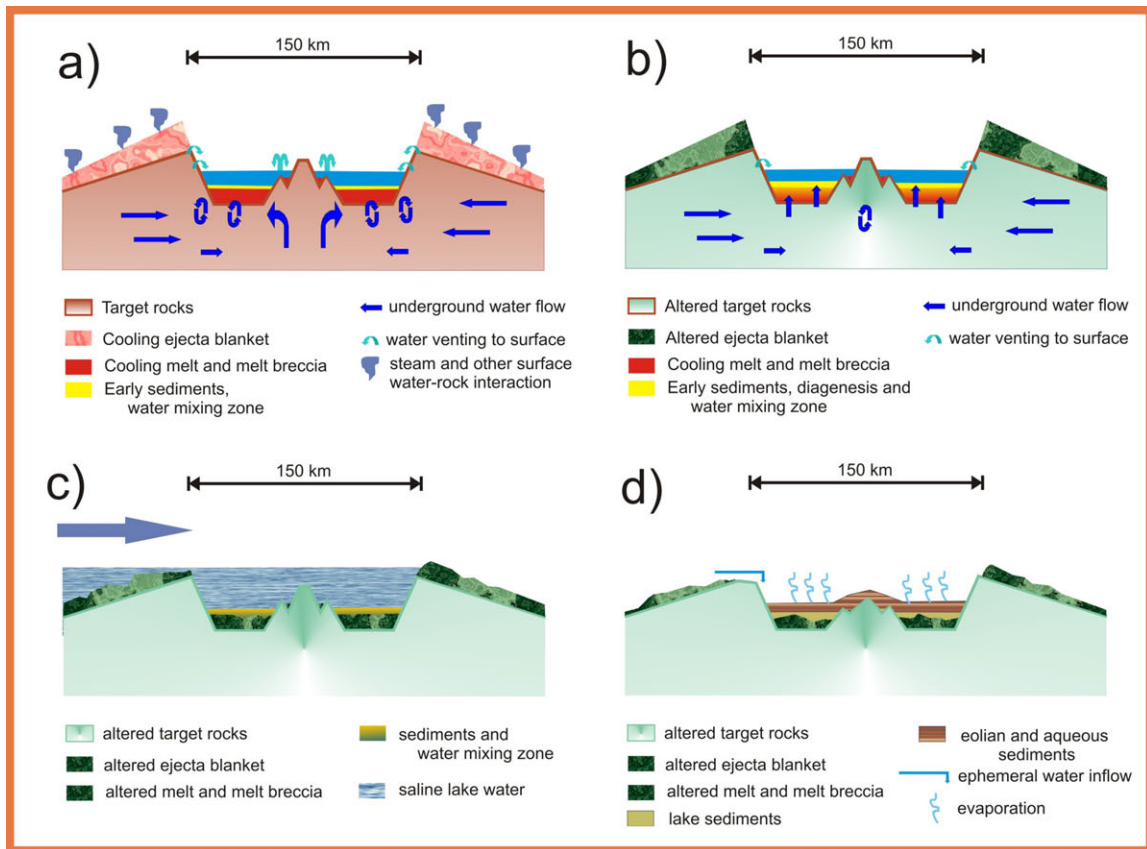 a)
150 km
Target rocks
Cooling ejecta blanket
Cooling melt and melt breccia
Early sediments,
water mixing zone
underground water flow
water venting to surface
steam and other surface
water-rock interaction
b)
150 km
Altered target rocks
Altered ejecta blanket
Cooling melt and melt breccia
Early sediments, diagenesis and
water mixing zone
underground water flow
water venting to surface
c)
150 km
altered target rocks
altered ejecta blanket
altered melt and melt breccia
sediments and
water mixing zone
saline lake water
d)
150 km
altered target rocks
altered ejecta blanket
altered melt and melt breccia
lake sediments
eolian and aqueous
sediments
ephemeral water inflow
evaporation